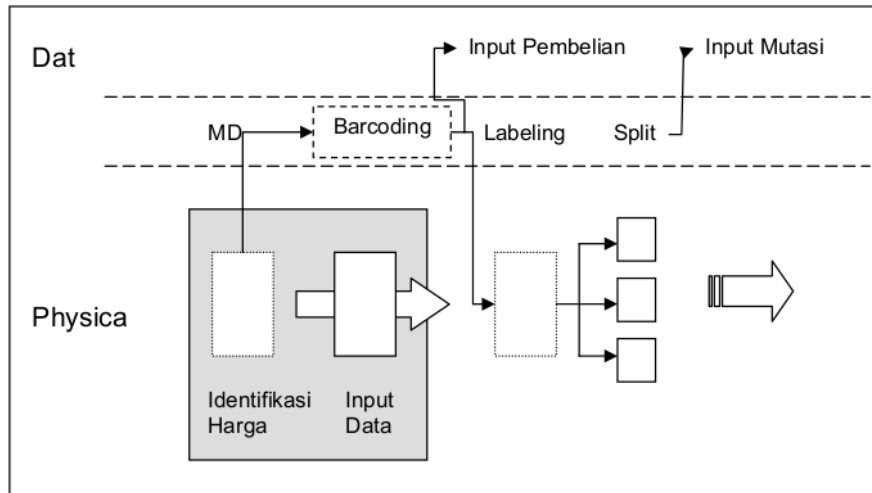 Dat
Input Pembelian
Input Mutasi
MD
Barcoding
Labeling
Split
Physica
Identifikasi
Harga
Input
Data